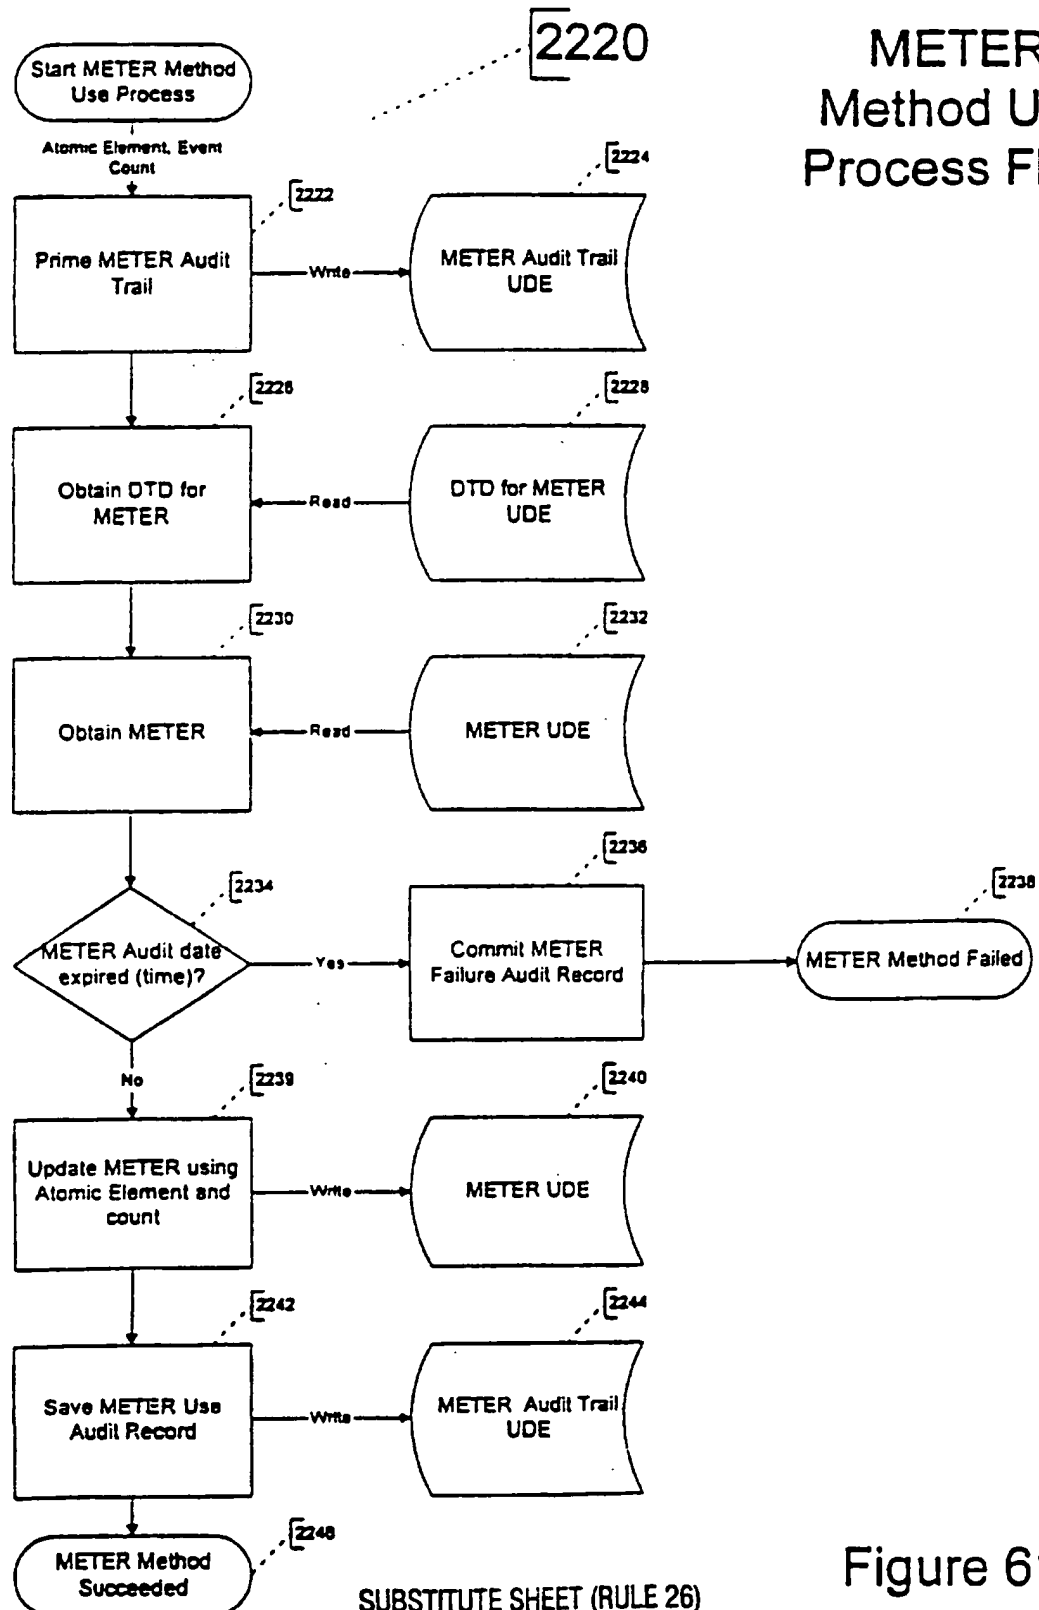 2220
METER
Method U
Process Fl
Start METER Method
Use Process
Atomic Element, Event
Count
2222
2224
Prime METER Audit
Trail
Write
METER Audit Trail
UDE
2226
2228
Obtain DTD for
METER
Read
DTD for METER
UDE
2230
2232
Obtain METER
Read
METER UDE
2234
2236
2238
METER Audit date
expired (time)?
Yes
Commit METER
Failure Audit Record
METER Method Failed
No
2239
2240
Update METER using
Atomic Element and
count
Write
METER UDE
2242
2244
Save METER Use
Audit Record
Write
METER Audit Trail
UDE
2246
METER Method
Succeeded
SUBSTITUTE SHEET (RULE 26)
Figure 61